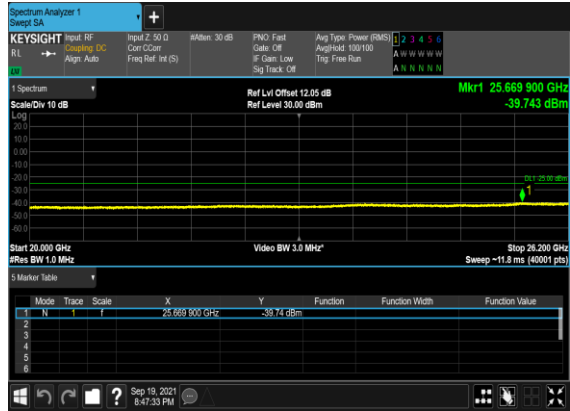 Spectrum Analyzer 1
Swept SA
+
KEYSIGHT Input: RF Input Z: 50 Ω #Atten: 30 dB PNO: Fast Avg Type: Power (RMS) 1 2 3 4 5 6
RL Coupling: DC Corr CCorr Gate: Off Avg|Hold: 100/100 A W W W W W
Align: Auto Freq Ref: Int (S) IF Gain: Low Trig: Free Run
Sig Track: Off A N N N N N
1 Spectrum Ref Lvl Offset 12.05 dB Mkr1 25.669 900 GHz
Scale/Div 10 dB Ref Level 30.00 dBm -39.743 dBm
Log
20.0
10.0
0.00
-10.0
-20.0 DL1 -25.00 dBm
-30.0 1
-40.0
-50.0
-60.0
Start 20.000 GHz Video BW 3.0 MHz* Stop 26.200 GHz
#Res BW 1.0 MHz Sweep ~11.8 ms (40001 pts)
5 Marker Table
Mode Trace Scale X Y Function Function Width Function Value
1 N 1 f 25.669 900 GHz -39.74 dBm
2
3
4
5
6
? Sep 19, 2021
8:47:33 PM